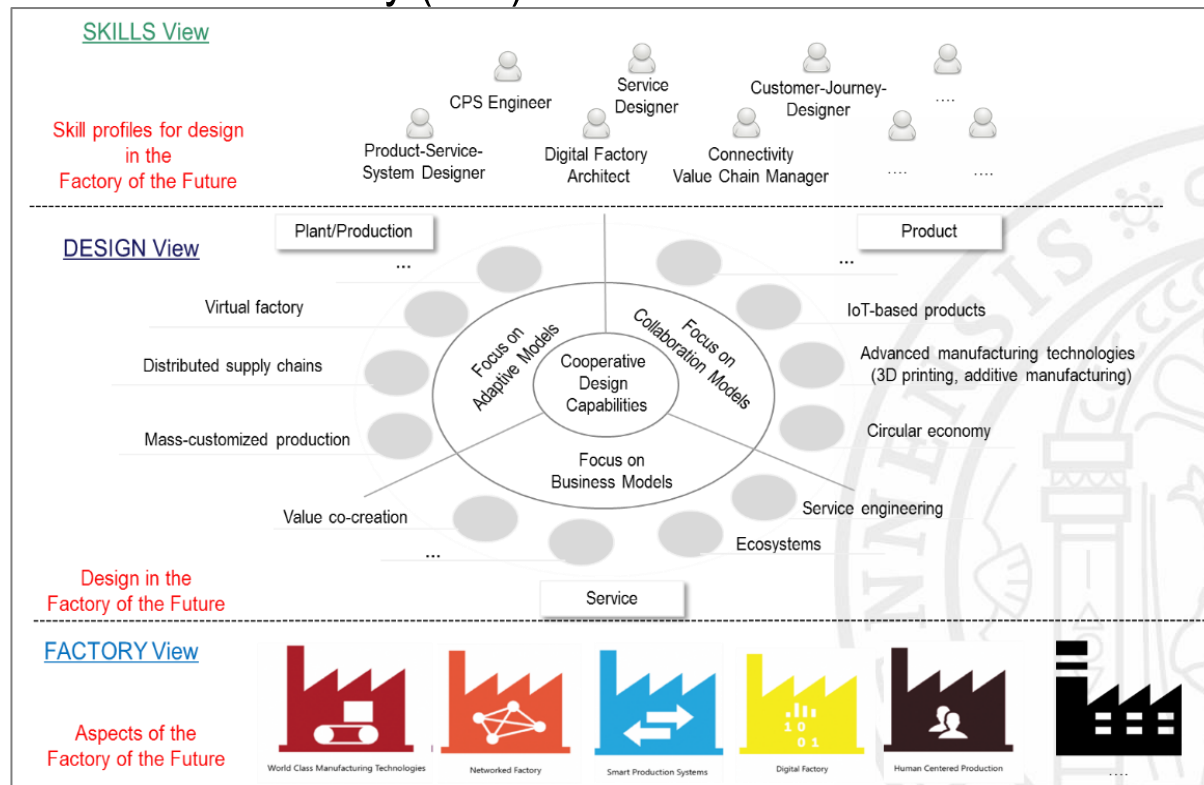 y (
)
SKILLS View
CPS Engineer
Service
Designer
Customer-Journey-
Designer
....
Skill profiles for design
in the
Factory of the Future
Product-Service-
System Designer
Digital Factory
Architect
Connectivity
Value Chain Manager
....
....
DESIGN View
Plant/Production
Product
...
...
Virtual factory
IoT-based products
Distributed supply chains
Advanced manufacturing technologies
(3D printing, additive manufacturing)
Mass-customized production
Circular economy
Focus on
Adaptive Models
Focus on
Collaboration Models
Cooperative
Design
Capabilities
Focus on
Business Models
Value co-creation
Service engineering
...
Ecosystems
Design in the
Factory of the Future
Service
FACTORY View
Aspects of the
Factory of the Future
World Class Manufacturing Technologies
Networked Factory
Smart Production Systems
10
01
Digital Factory
Human Centered Production
....
NNENSIS